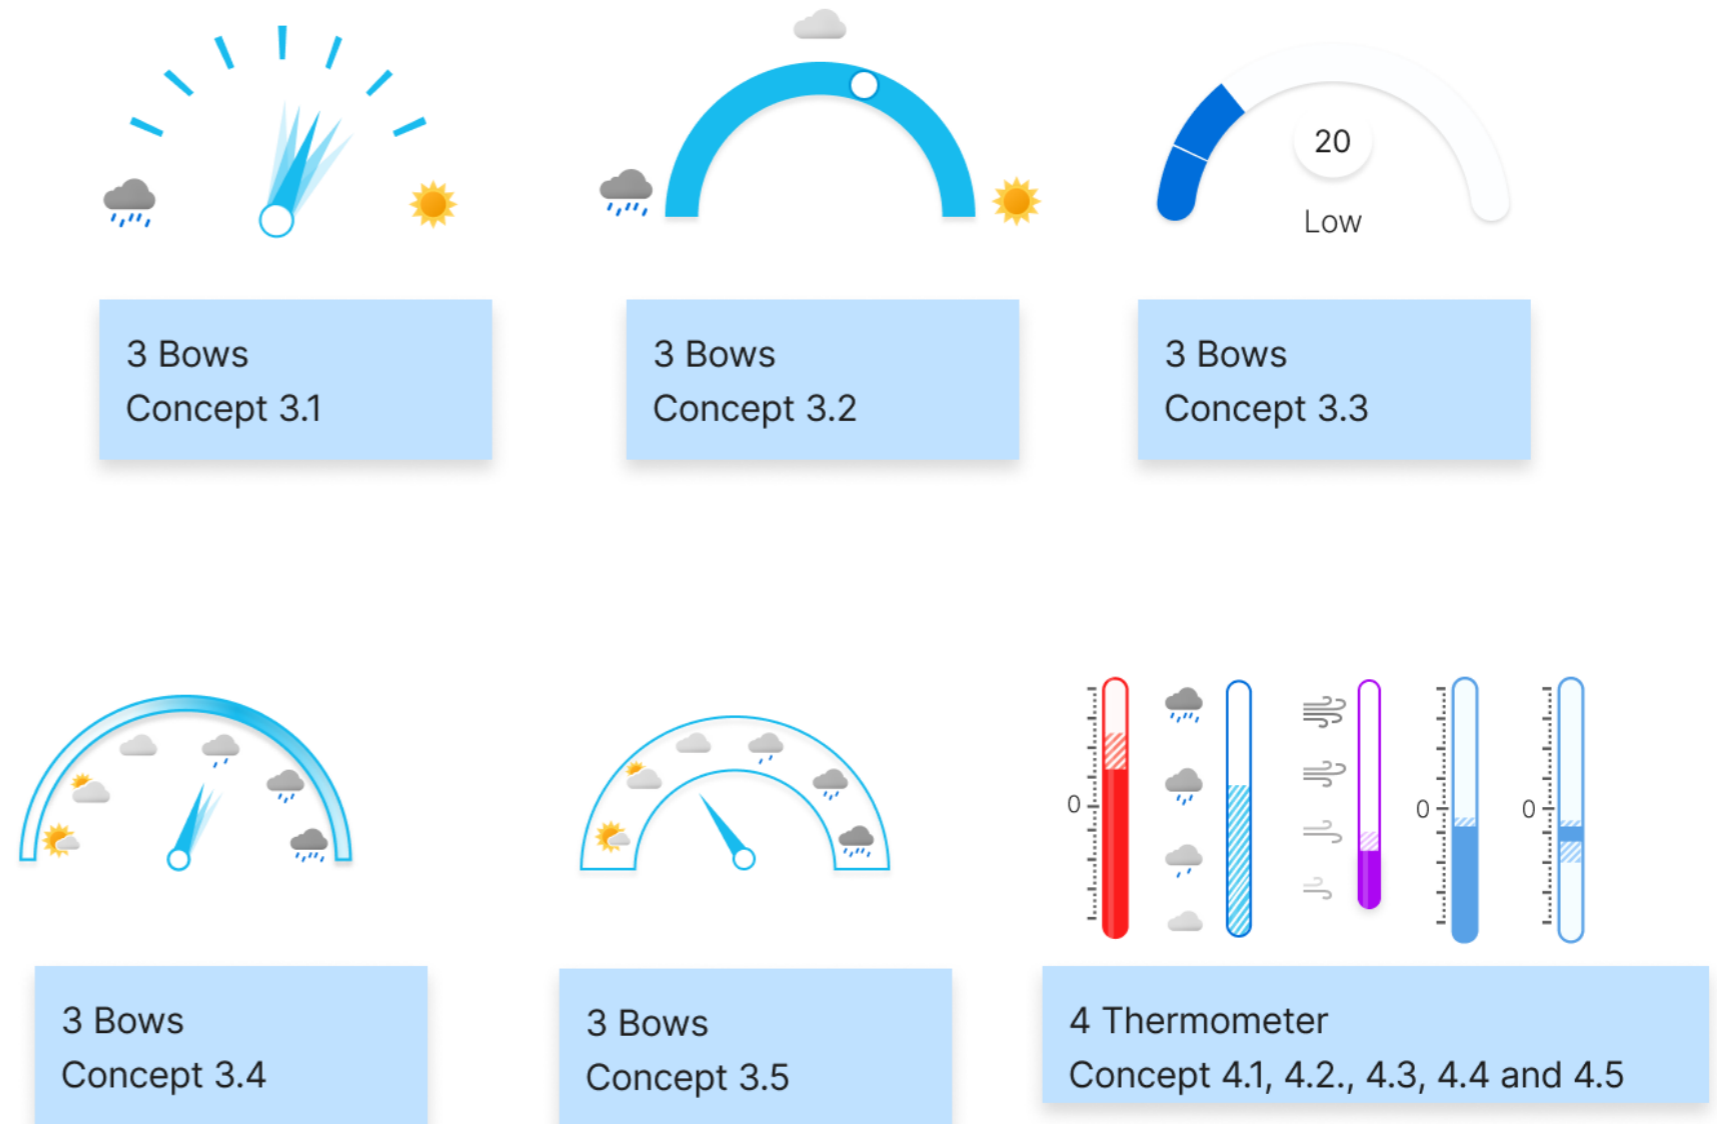 20
Low
3 Bows
Concept 3.1
3 Bows
Concept 3.2
3 Bows
Concept 3.3
0
0
0
3 Bows
Concept 3.4
3 Bows
Concept 3.5
4 Thermometer
Concept 4.1, 4.2., 4.3, 4.4 and 4.5